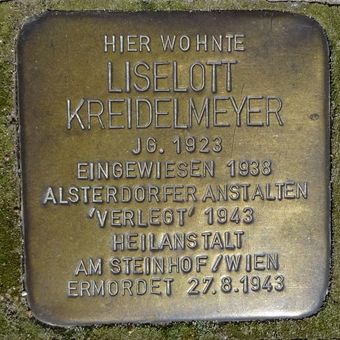 HIER WOHNTE
LISELOTT
KREIDELMEYER
JG. 1923
EINGEWIESEN 1938
ALSTERDORFER ANSTALTEN
'VERLEGT' 1943
HEILANSTALT
AM STEINHOF/WIEN
ERMORDET 27.8.1943